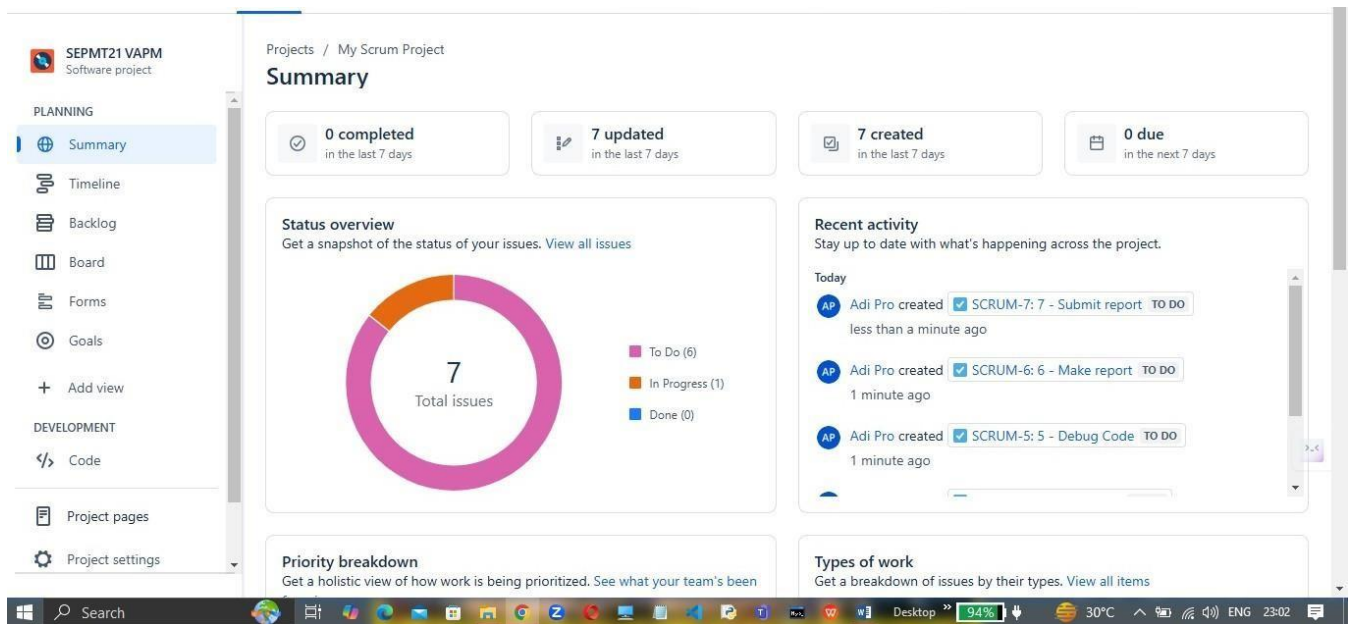 SEPMT21 VAPM
Software project
PLANNING
Summary
Timeline
Backlog
Board
Forms
Goals
Add view
DEVELOPMENT
Code
Project pages
Project settings
Projects / My Scrum Project
Summary
0 completed
in the last 7 days
7 updated
in the last 7 days
7 created
in the last 7 days
0 due
in the next 7 days
Status overview
Get a snapshot of the status of your issues. View all issues
7
Total issues
To Do (6)
In Progress (1)
Done (0)
Recent activity
Stay up to date with what's happening across the project.
Today
AP Adi Pro created SCRUM-7: 7 - Submit report TO DO
less than a minute ago
AP Adi Pro created SCRUM-6: 6 - Make report TO DO
1 minute ago
AP Adi Pro created SCRUM-5: 5 - Debug Code TO DO
1 minute ago
Priority breakdown
Get a holistic view of how work is being prioritized. See what your team's been
Types of work
Get a breakdown of issues by their types. View all items
Search Desktop » 94% 30°C ENG 23:02